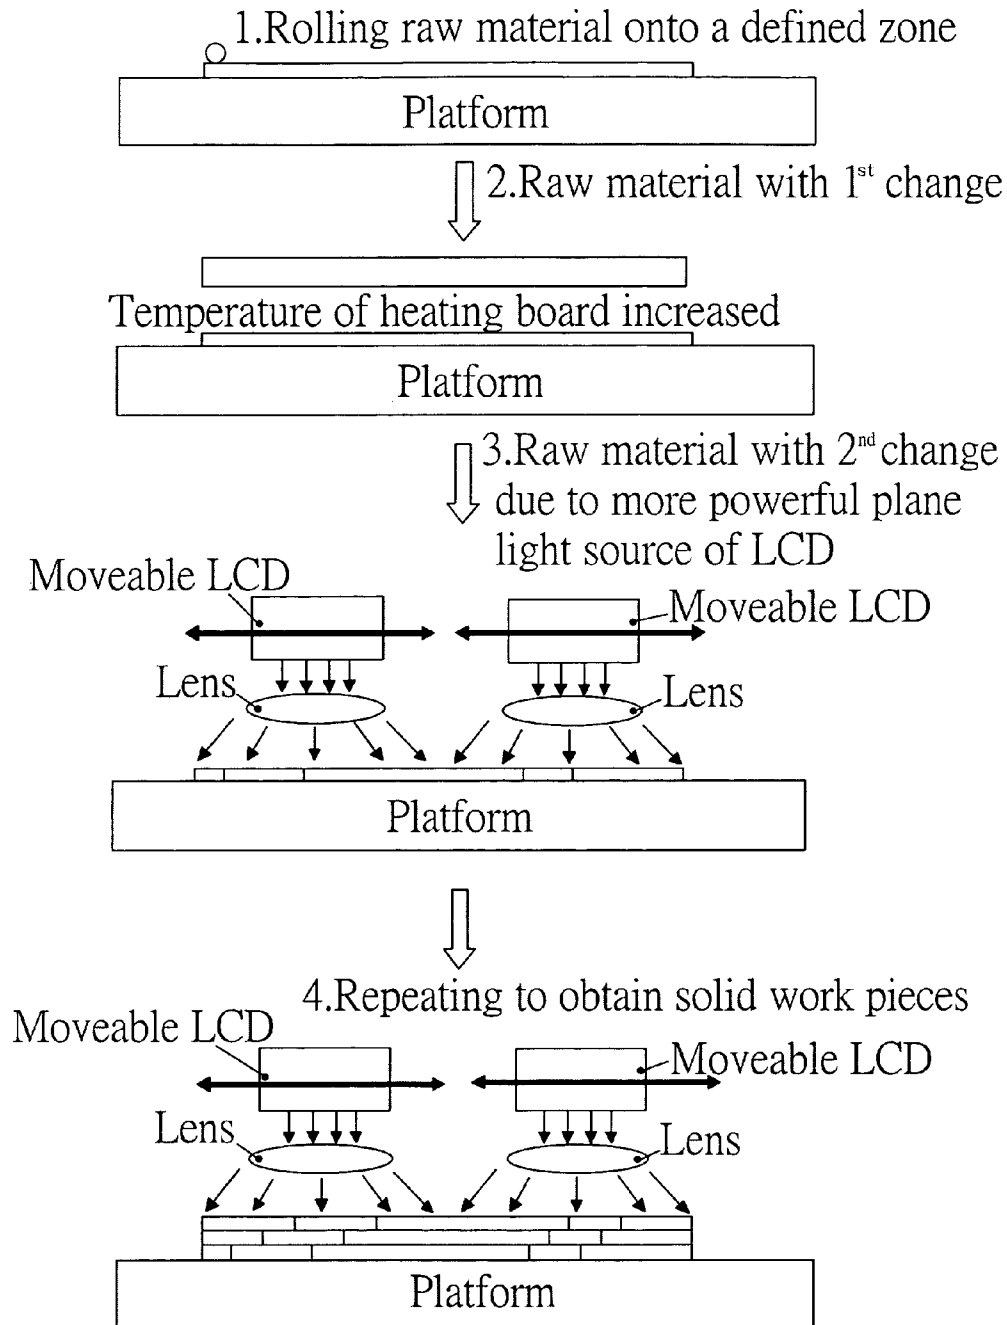 1.Rolling raw material onto a defined zone
Platform
2.Raw material with 1st change
Temperature of heating board increased
Platform
3.Raw material with 2nd change
due to more powerful plane
light source of LCD
Moveable LCD
Moveable LCD
Lens
Lens
Platform
4.Repeating to obtain solid work pieces
Moveable LCD
Moveable LCD
Lens
Lens
Platform